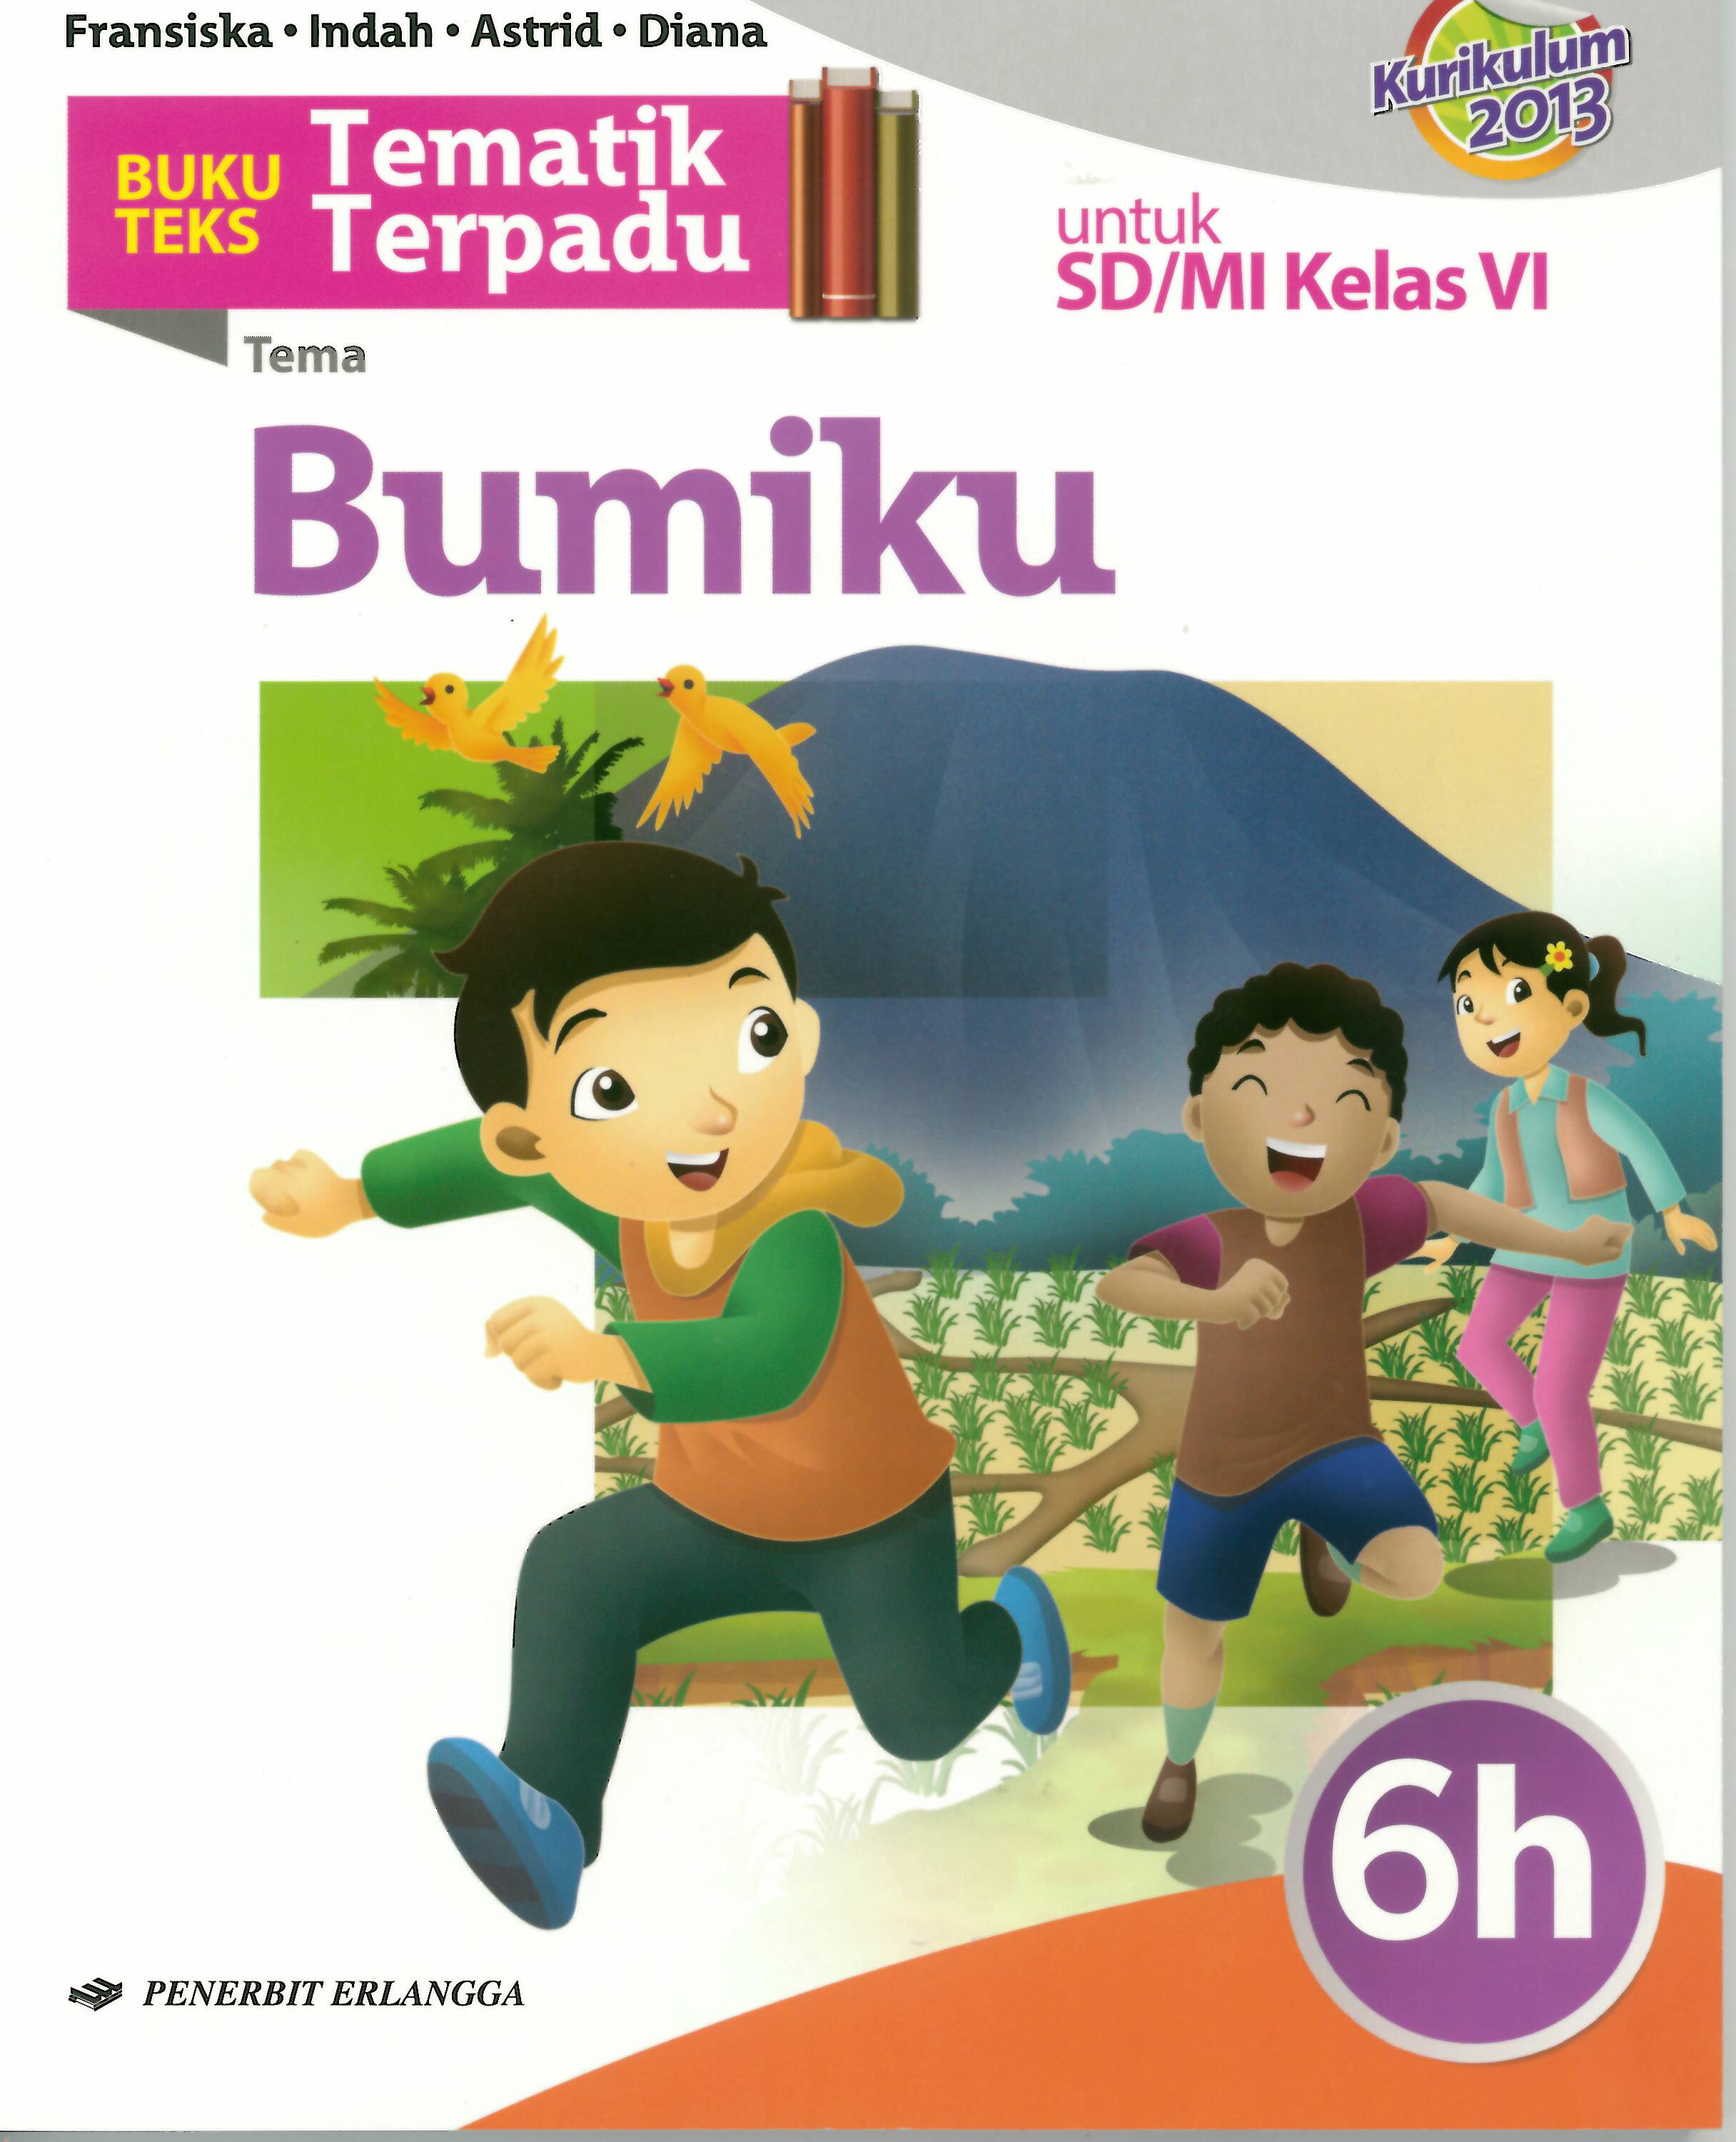 Fransiska • Indah • Astrid • Diana
Kurikulum
2013
BUKU
TEKS
Tematik
Terpadu
untuk
SD/MI Kelas VI
Tema
Bumiku
6h
PENERBIT ERLANGGA